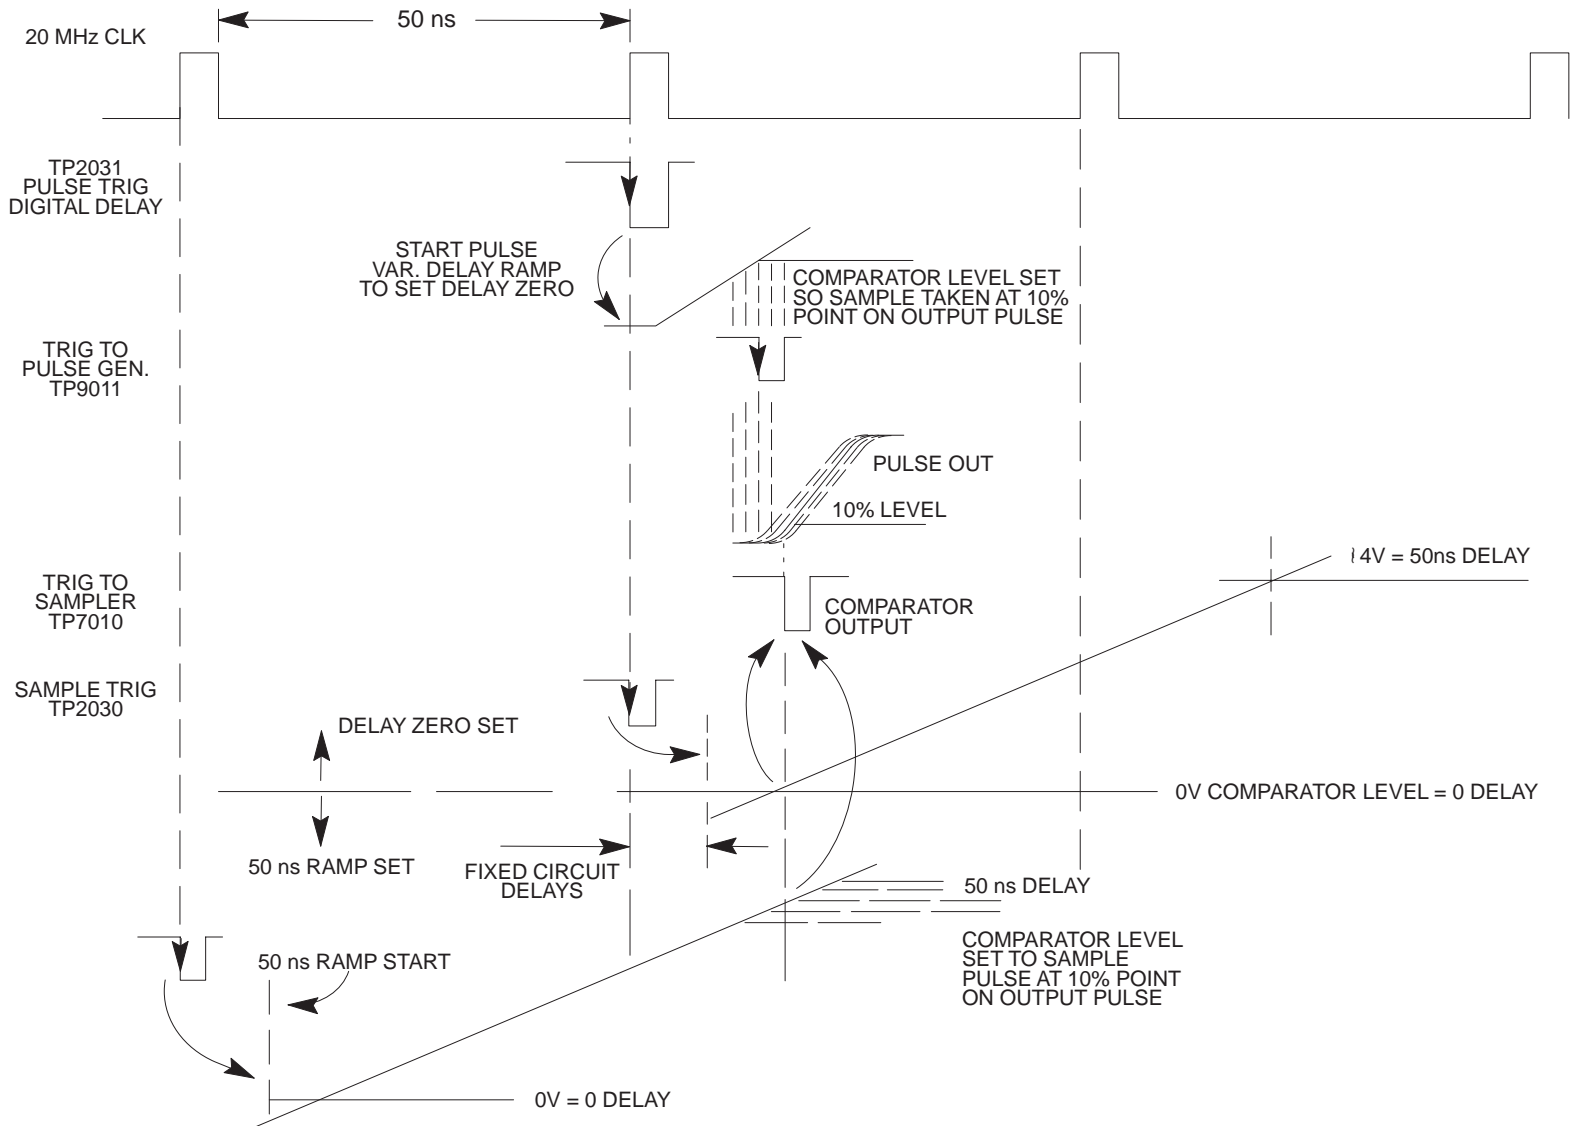 50 ns
20 MHz CLK
TP2031
PULSE TRIG
DIGITAL DELAY
START PULSE
VAR. DELAY RAMP
TO SET DELAY ZERO
COMPARATOR LEVEL SET
SO SAMPLE TAKEN AT 10%
POINT ON OUTPUT PULSE
TRIG TO
PULSE GEN.
TP9011
PULSE OUT
10% LEVEL
≀ 4V = 50ns DELAY
TRIG TO
SAMPLER
TP7010
COMPARATOR
OUTPUT
SAMPLE TRIG
TP2030
DELAY ZERO SET
0V COMPARATOR LEVEL = 0 DELAY
50 ns RAMP SET
FIXED CIRCUIT
DELAYS
50 ns DELAY
COMPARATOR LEVEL
SET TO SAMPLE
PULSE AT 10% POINT
ON OUTPUT PULSE
50 ns RAMP START
0V = 0 DELAY